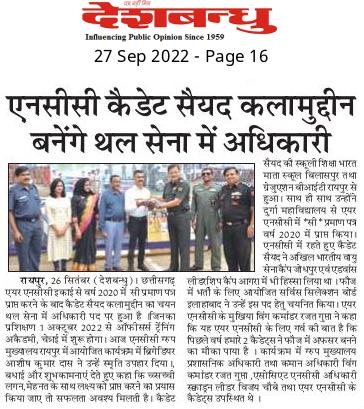 पत्र नहीं मित्र
देशबन्धु
Influencing Public Opinion Since 1959
27 Sep 2022 - Page 16
एनसीसी कैडेट सैयद कलामुद्दीन
बनेंगे थल सेना में अधिकारी
रायपुर, 26 सितंबर (देशबन्धु)। छत्तीसगढ़
एयर एनसीसी इकाई से वर्ष 2020 में सी प्रमाण पत्र
प्राप्त करने के बाद कैडेट सैयद कलामुद्दीन का चयन
थल सेना में अधिकारी पद पर हुआ है।जिनका
प्रशिक्षण 1 अक्टूबर 2022 से ऑफीसर्स ट्रेनिंग
अकैडमी, चेन्नई में शुरू होगा। आज एनसीसी ग्रुप
मुख्यालय रायपुर में आयोजित कार्यक्रम में ब्रिगेडियर
आशीष कुमार दास ने उन्हें स्मृति उपहार दिया।,
बधाई और शुभकामनाएं देते हुए कहा कि सच्ची
लगन,मेहनत के साथ लक्ष्य को प्राप्त करने का प्रयास
किया जाए तो सफलता अवश्य मिलती है। कैडेट
सैयद की स्कूली शिक्षा भारत
माता स्कूल बिलासपुर तथा
ग्रेजुएशन बीआईटी रायपुर से
हुआ। साथ ही साथ उन्होंने
दुर्गा महाविद्यालय से एयर
एनसीसी में "सी" प्रमाण पत्र
वर्ष 2020 में प्राप्त किया।
एनसीसी में रहते हुए कैडेट
सैयद ने अखिल भारतीय वायु
सेना कैंप जोधपुर एवं एडवांस
लीडरशिप कैंप आगरा में भी हिस्सा लिया था। फौज
में भर्ती के लिए आयोजित सर्विस सिलेक्शन बोर्ड
इलाहाबाद ने उन्हें इस पद हेतु चयनित किया। एयर
एनसीसी के मुखिया विंग कमांडर रजत गुप्ता ने कहा
कि यह एयर एनसीसी के लिए गर्व की बात है कि
पिछले वर्ष हमारे 2 कैडेट्स ने फौज में अफसर बनने
का मौका पाया है । कार्यक्रम में ग्रुप मुख्यालय
प्रशासनिक अधिकारी तथा कमान अधिकारी विंग
कमांडर रजत गुप्ता, एसोसिएट एनसीसी अधिकारी
स्क्वाड्रन लीडर विजय चौबे तथा एयर एनसीसी के
कैडेट्स उपस्थित थे ।